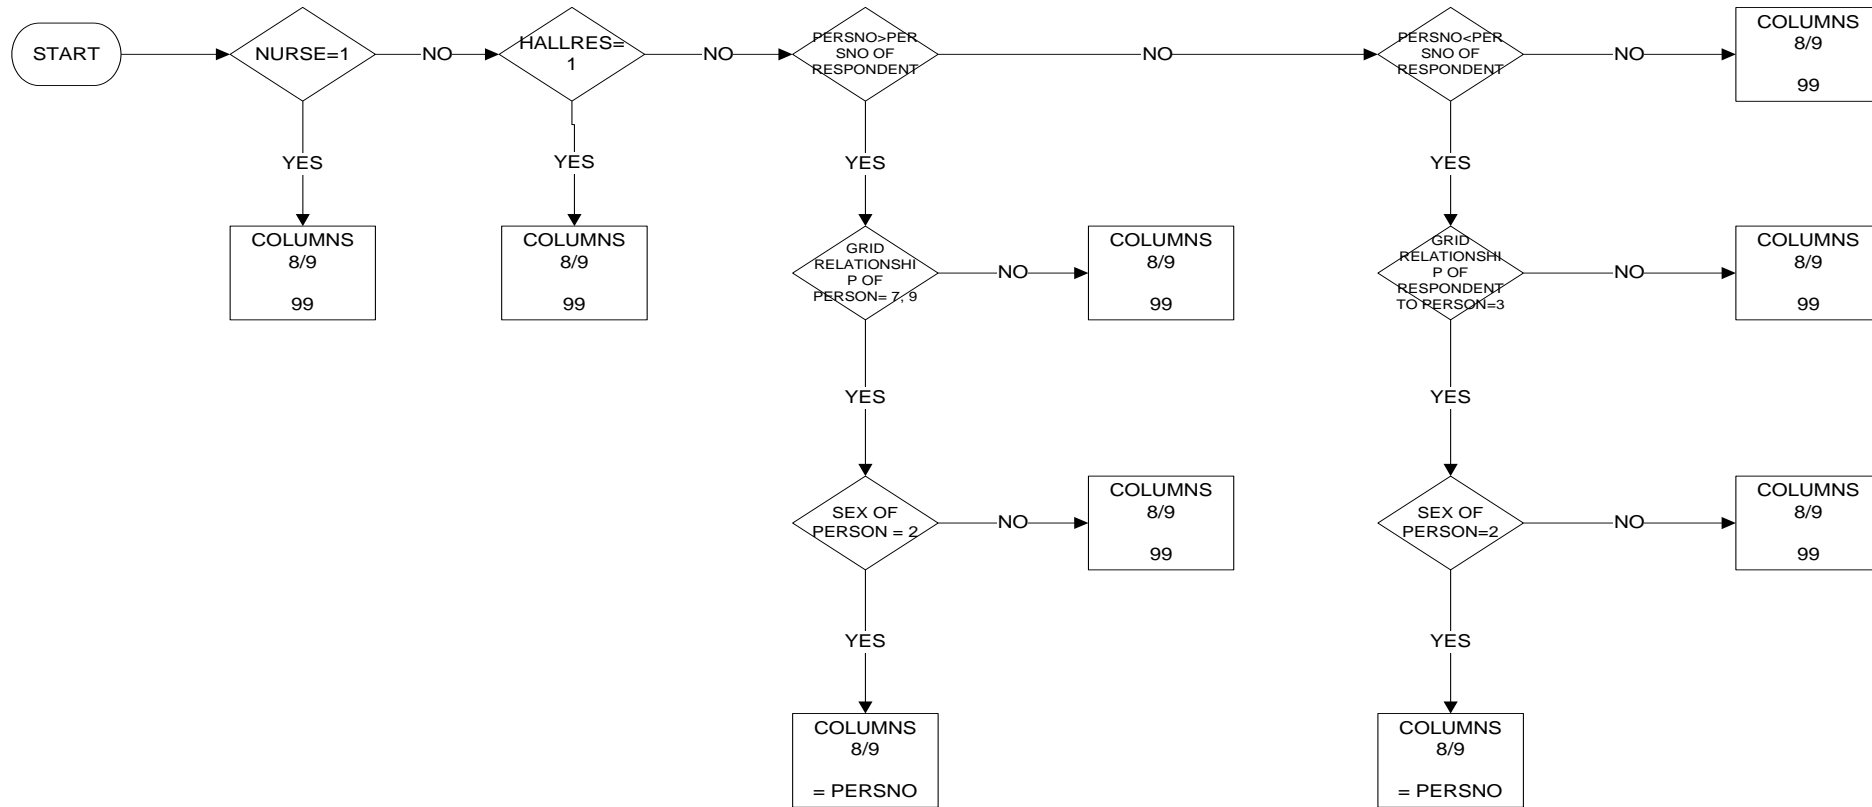 START
NURSE=1
NO
HALLRES=
1
NO
PERSNO>PER
SNO OF
RESPONDENT
NO
PERSNO<PER
SNO OF
RESPONDENT
NO
COLUMNS
8/9
99
YES
YES
YES
YES
COLUMNS
8/9
99
COLUMNS
8/9
99
GRID
RELATIONSHI
P OF
PERSON= 7, 9
NO
COLUMNS
8/9
99
GRID
RELATIONSHI
P OF
RESPONDENT
TO PERSON=3
NO
COLUMNS
8/9
99
YES
YES
SEX OF
PERSON = 2
NO
COLUMNS
8/9
99
SEX OF
PERSON=2
NO
COLUMNS
8/9
99
YES
YES
COLUMNS
8/9
= PERSNO
COLUMNS
8/9
= PERSNO